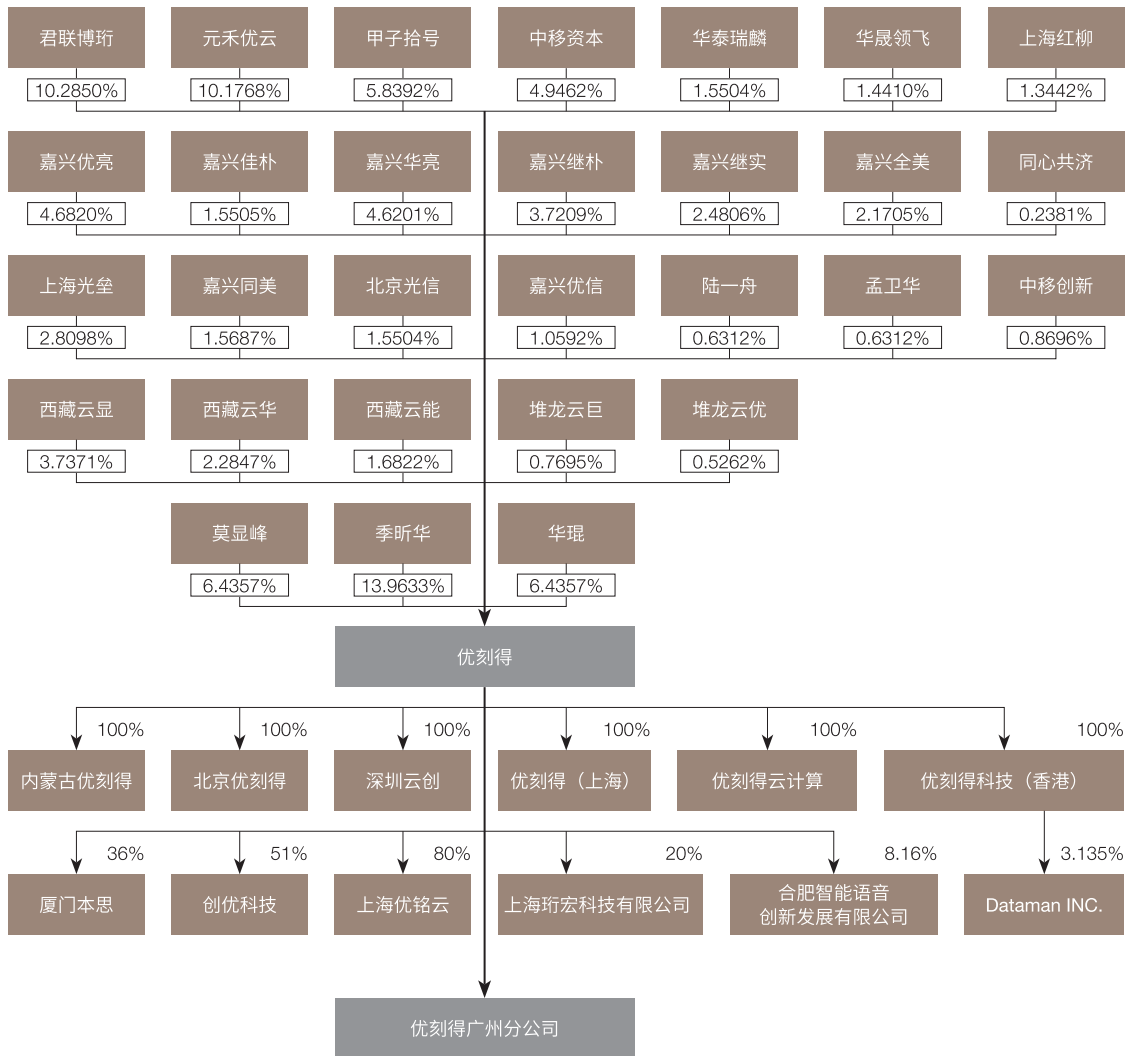 君联博珩 元禾优云 甲子拾号 中移资本 华泰瑞麟 华晟领飞 上海红柳
10.2850% 10.1768% 5.8392% 4.9462% 1.5504% 1.4410% 1.3442%
嘉兴优亮 嘉兴佳朴 嘉兴华亮 嘉兴继朴 嘉兴继实 嘉兴全美 同心共济
4.6820% 1.5505% 4.6201% 3.7209% 2.4806% 2.1705% 0.2381%
上海光垒 嘉兴同美 北京光信 嘉兴优信 陆一舟 孟卫华 中移创新
2.8098% 1.5687% 1.5504% 1.0592% 0.6312% 0.6312% 0.8696%
西藏云显 西藏云华 西藏云能 堆龙云巨 堆龙云优
3.7371% 2.2847% 1.6822% 0.7695% 0.5262%
莫显峰 季昕华 华琨
6.4357% 13.9633% 6.4357%
优刻得
100% 100% 100% 100% 100% 100%
内蒙古优刻得 北京优刻得 深圳云创 优刻得（上海） 优刻得云计算 优刻得科技（香港）
36% 51% 80% 20% 8.16% 3.135%
厦门本思 创优科技 上海优铭云 上海珩宏科技有限公司 合肥智能语音
创新发展有限公司 Dataman INC.
优刻得广州分公司